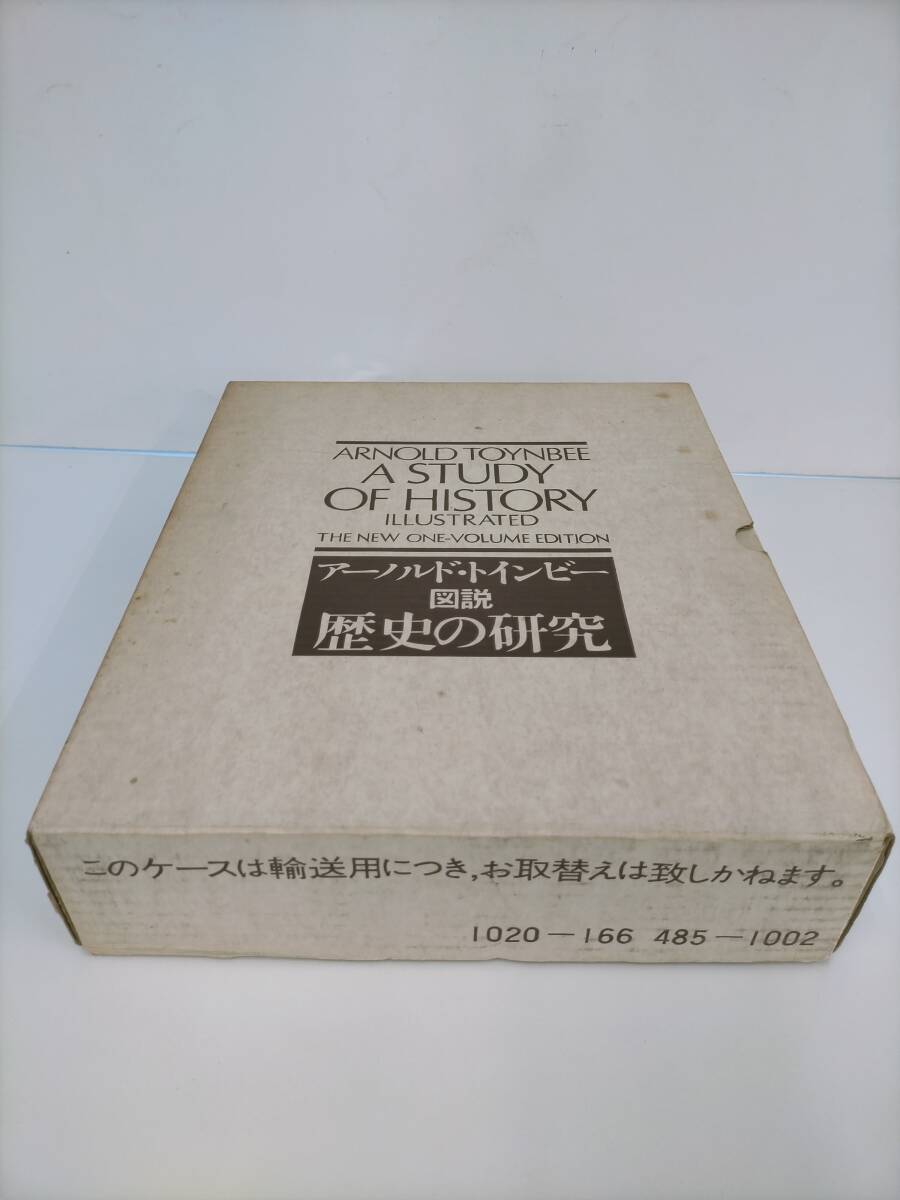 ARNOLD TOYNBEE
A STUDY
OF HISTORY
ILLUSTRATED
THE NEW ONE-VOLUME EDITION
アーノルド・トインビー
図説
歴史の研究
このケースは輸送用につき,お取替えは致しかねます。
1020-166 485-1002